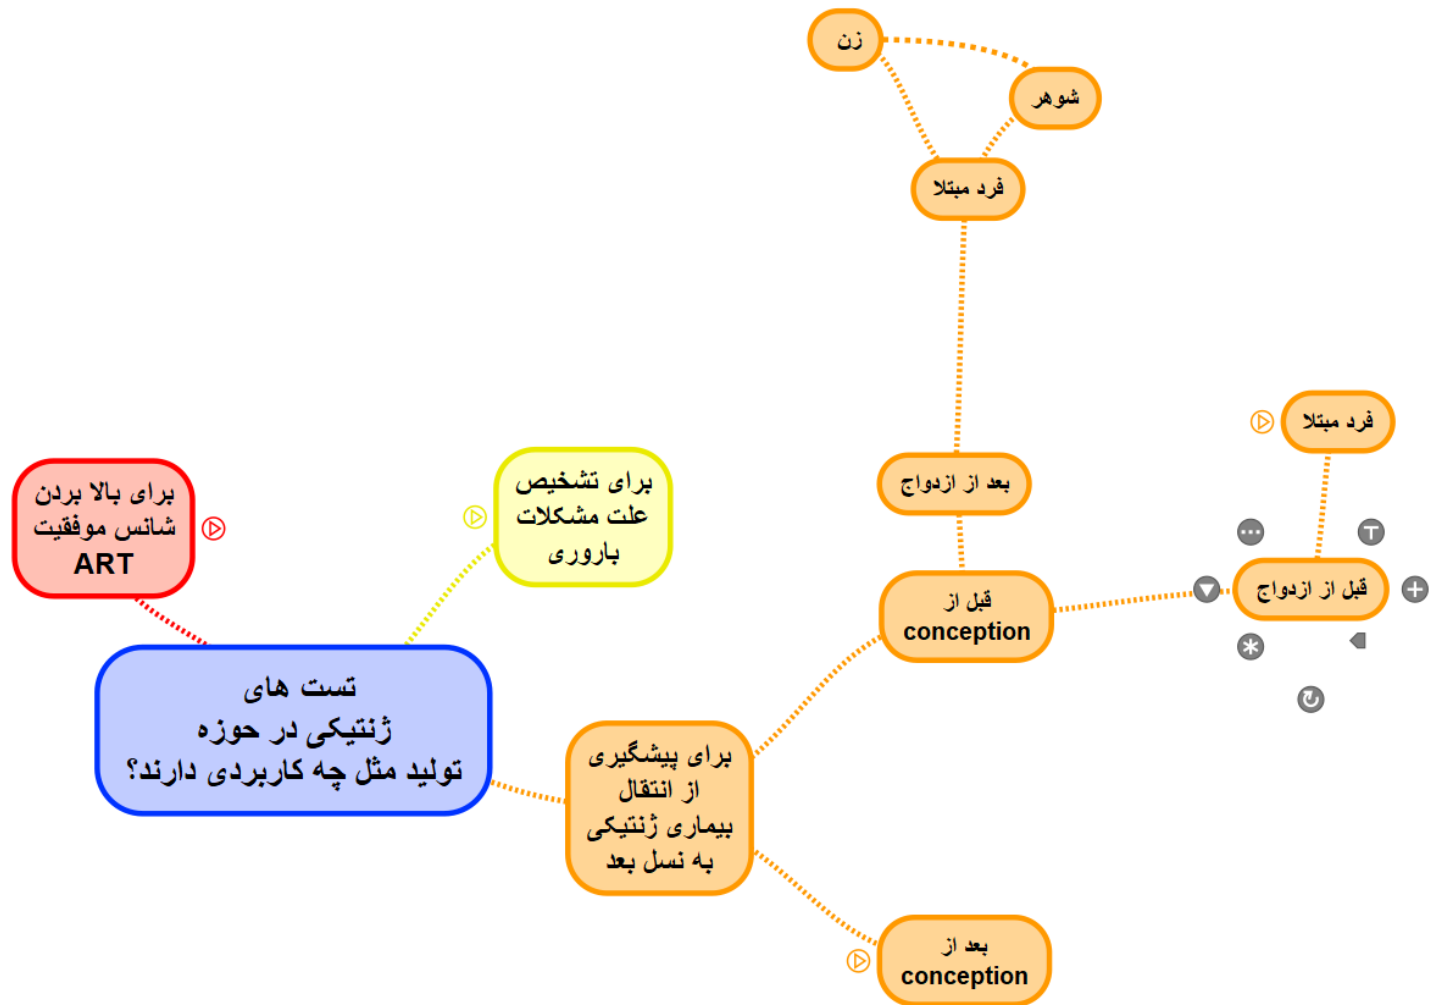 زن
شوهر
فرد مبتلا
بعد از ازدواج
فرد مبتلا
قبل از ازدواج
قبل از
conception
برای تشخیص
علت مشکلات
باروری
برای بالا بردن
شانس موفقیت
ART
تست های
ژنتیکی در حوزه
تولید مثل چه کاربردی دارند؟
برای پیشگیری
از انتقال
بیماری ژنتیکی
به نسل بعد
بعد از
conception